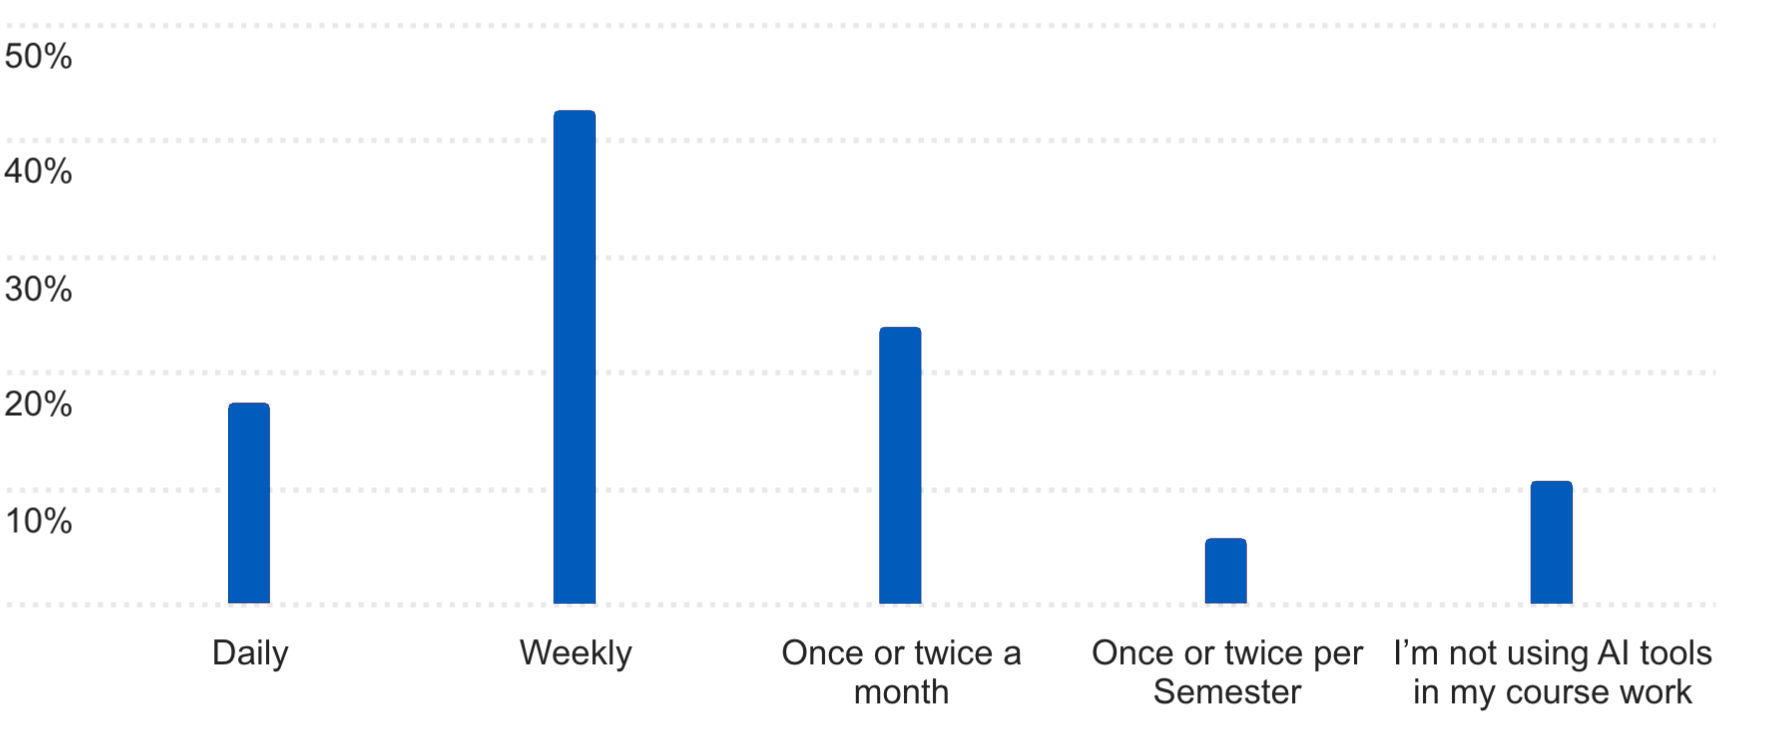 50%
40%
30%
20%
10%
Daily
Weekly
Once or twice a
month
Once or twice per
Semester
I’m not using AI tools
in my course work